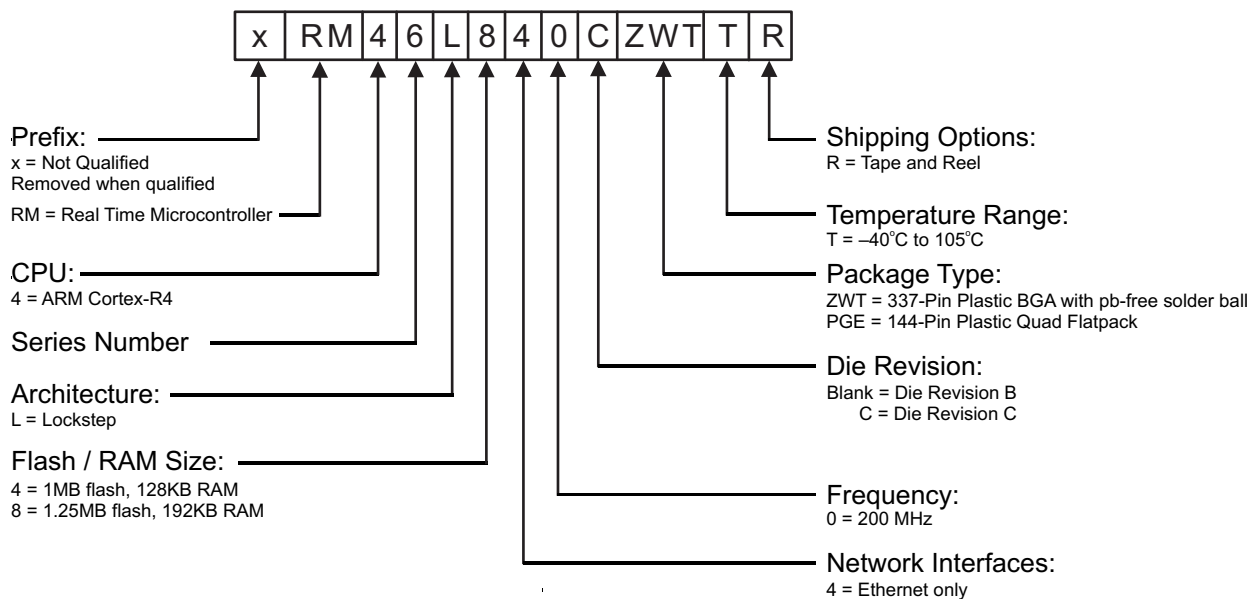 x RM 4 6 L 8 4 0 C ZWT T R
Prefix:
x = Not Qualified
Removed when qualified
RM = Real Time Microcontroller
CPU:
4 = ARM Cortex-R4
Series Number
Architecture:
L = Lockstep
Flash / RAM Size:
4 = 1MB flash, 128KB RAM
8 = 1.25MB flash, 192KB RAM
Shipping Options:
R = Tape and Reel
Temperature Range:
T = –40°C to 105°C
Package Type:
ZWT = 337-Pin Plastic BGA with pb-free solder ball
PGE = 144-Pin Plastic Quad Flatpack
Die Revision:
Blank = Die Revision B
C = Die Revision C
Frequency:
0 = 200 MHz
Network Interfaces:
4 = Ethernet only